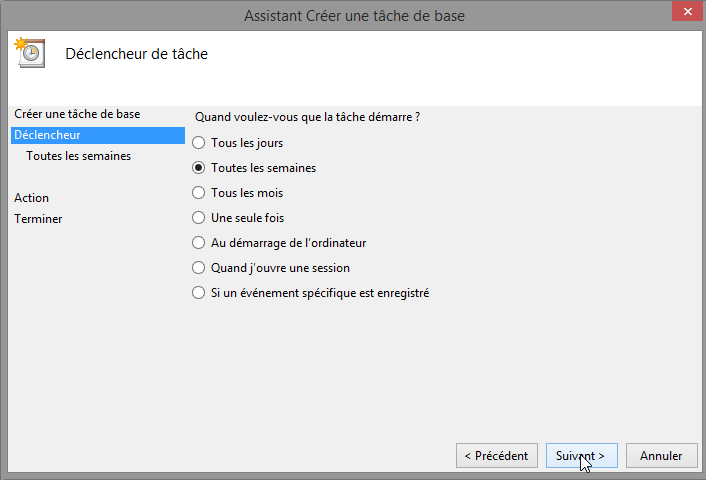 Assistant Créer une tâche de base
Déclencheur de tâche
Créer une tâche de base
Déclencheur
Toutes les semaines
Action
Terminer
Quand voulez-vous que la tâche démarre ?
Tous les jours
Toutes les semaines
Tous les mois
Une seule fois
Au démarrage de l'ordinateur
Quand j'ouvre une session
Si un événement spécifique est enregistré
< Précédent
Suivant >
Annuler